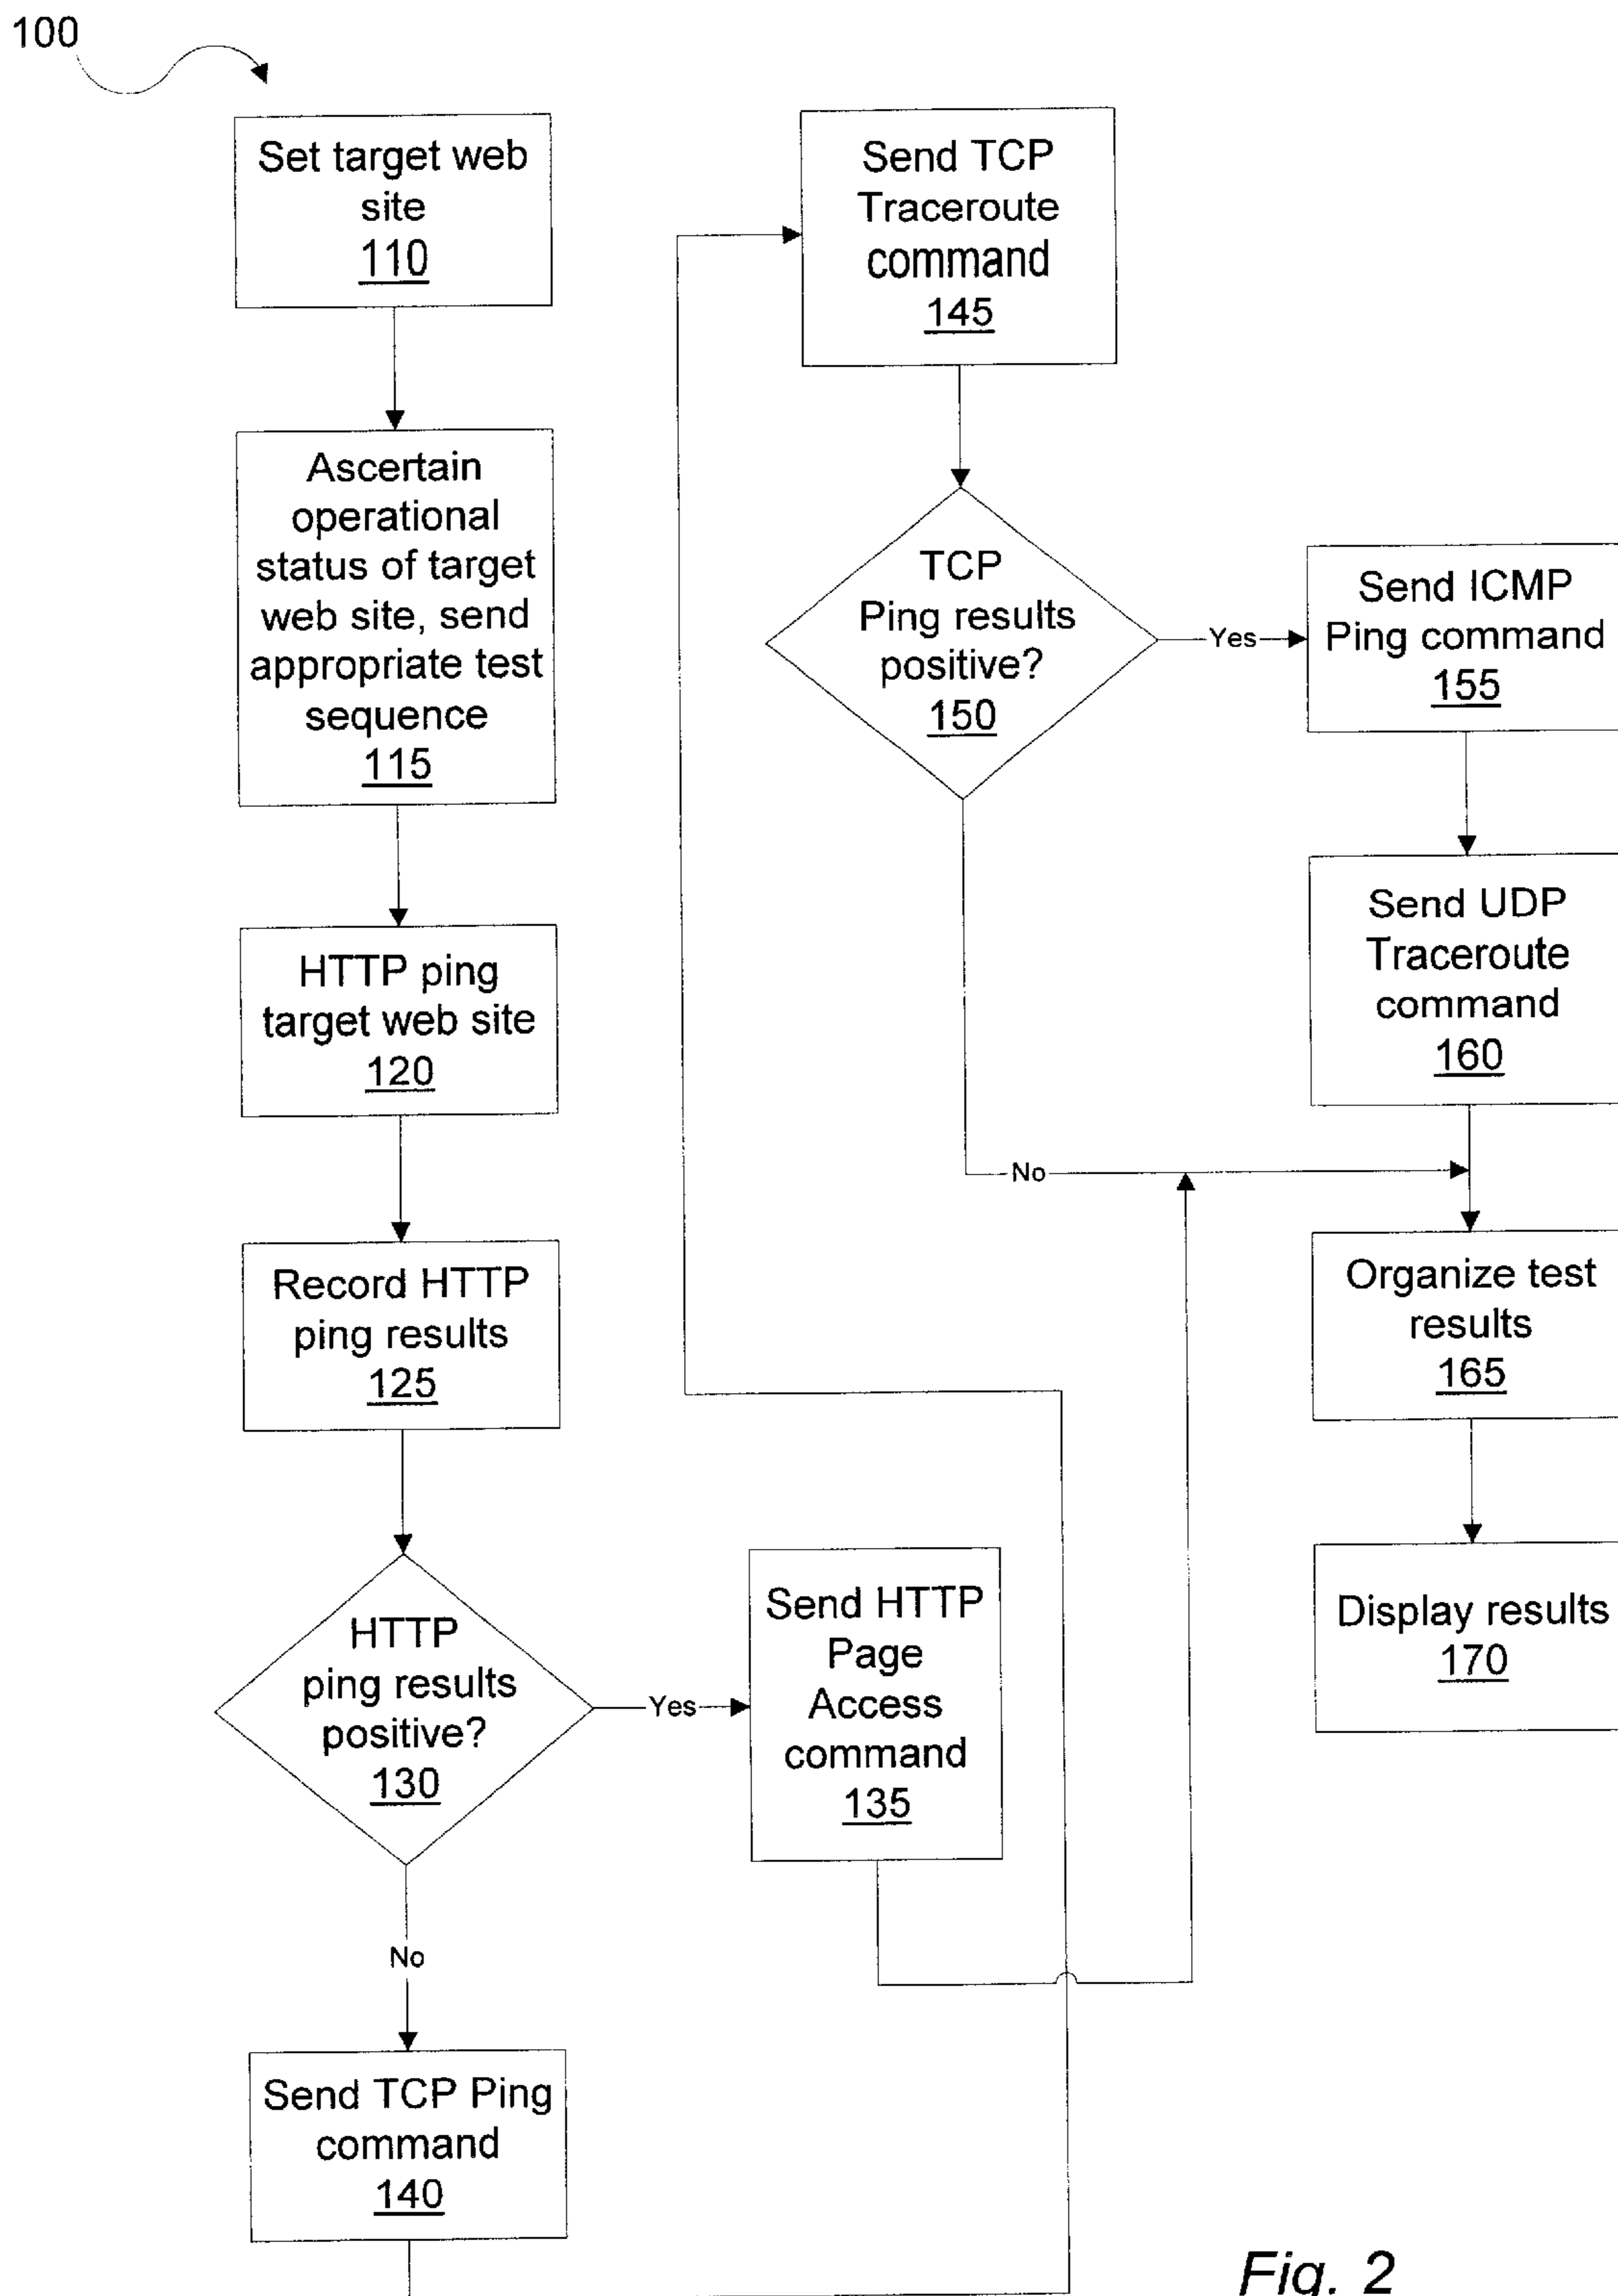 100
Set target web
site
110
Ascertain
operational
status of target
web site, send
appropriate test
sequence
115
HTTP ping
target web site
120
Record HTTP
ping results
125
HTTP
ping results
positive?
130
Yes
No
Send HTTP
Page
Access
command
135
Send TCP Ping
command
140
Send TCP
Traceroute
command
145
TCP
Ping results
positive?
150
Yes
No
Send ICMP
Ping command
155
Send UDP
Traceroute
command
160
Organize test
results
165
Display results
170
Fig. 2